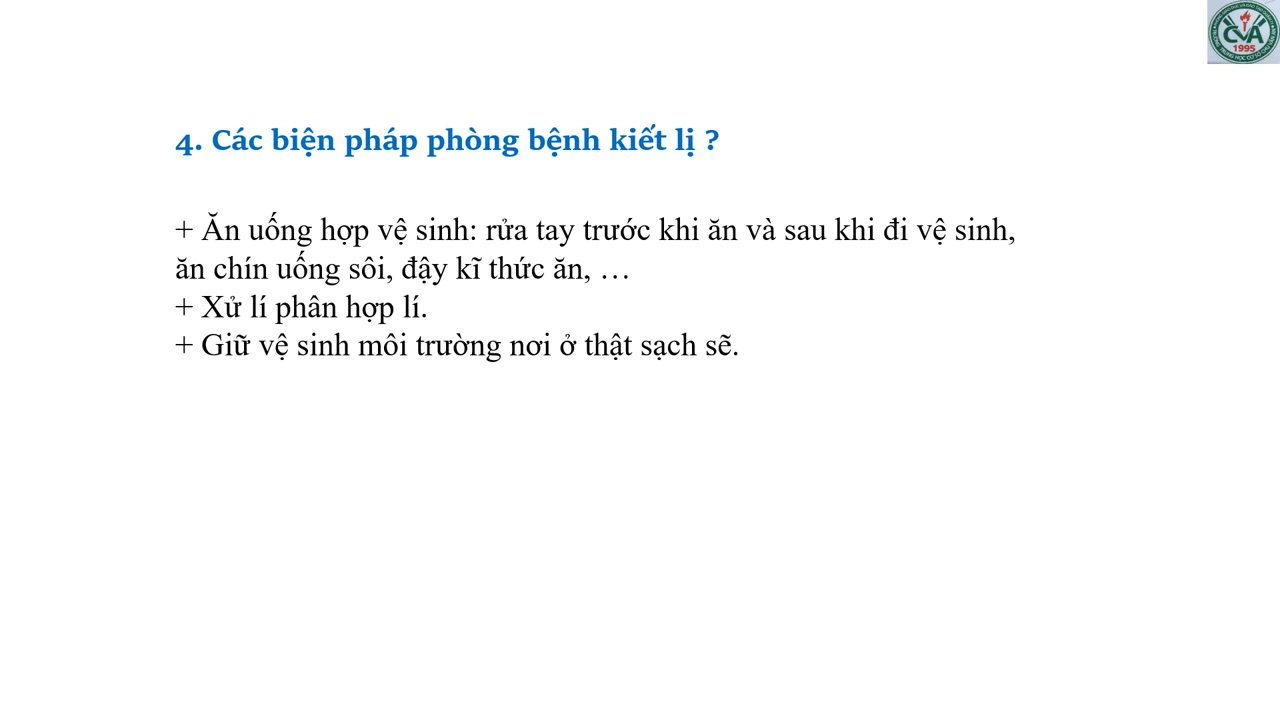 CVA
1995
4. Các biện pháp phòng bệnh kiết lị ?
+ Ăn uống hợp vệ sinh: rửa tay trước khi ăn và sau khi đi vệ sinh,
ăn chín uống sôi, đậy kĩ thức ăn, …
+ Xử lí phân hợp lí.
+ Giữ vệ sinh môi trường nơi ở thật sạch sẽ.